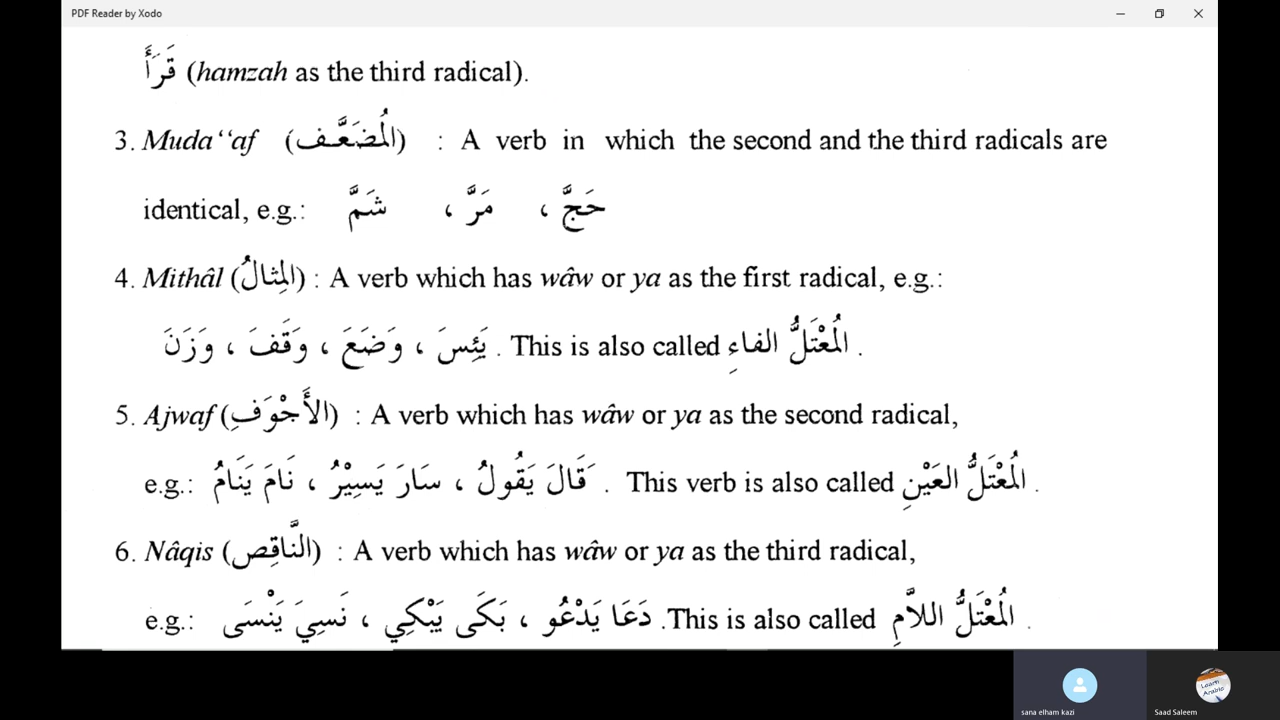 PDF Reader by Xodo
قَرَأَ (hamzah as the third radical).
3. Muda‘‘af (المُضَعَّـف) : A verb in which the second and the third radicals are
identical, e.g.: حَجَّ ، مَرَّ ، شَمَّ
4. Mithâl (المِثالُ) : A verb which has wâw or ya as the first radical, e.g.:
يَئِسَ ، وَضَعَ ، وَقَفَ ، وَزَنَ . This is also called المُعْتَلُّ الفاءِ .
5. Ajwaf (الأَجْوَفِ) : A verb which has wâw or ya as the second radical,
e.g.: قَالَ يَقُولُ ، سَارَ يَسِيْرُ ، نَامَ يَنَامُ . This verb is also called المُعْتَلُّ العَيْنِ .
6. Nâqis (النَّاقِص) : A verb which has wâw or ya as the third radical,
e.g.: دَعَا يَدْعُو ، بَكَى يَبْكِي ، نَسِيَ يَنْسَى .This is also called المُعْتَلُّ اللاَّمِ .
sana elham kazi
Saad Saleem
Learn Arabic